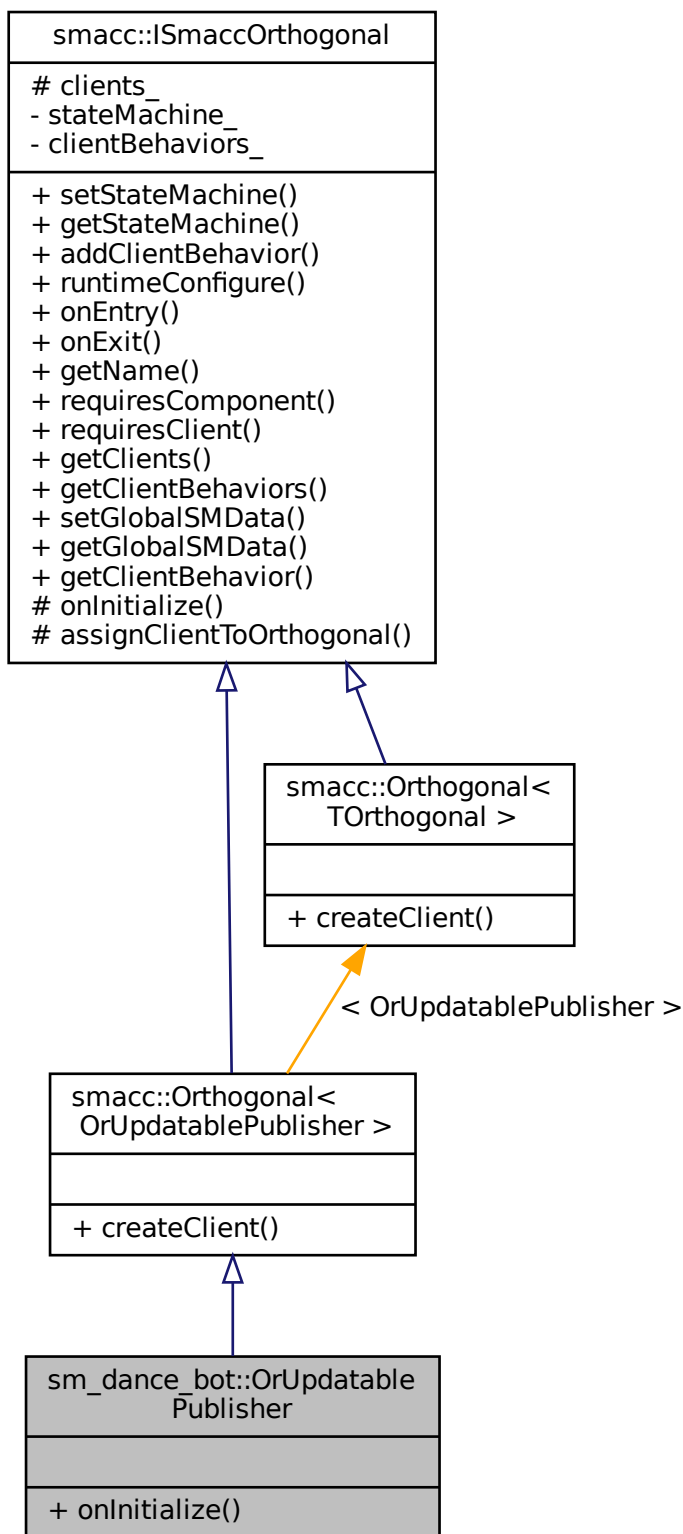 smacc::ISmaccOrthogonal
# clients_
- stateMachine_
- clientBehaviors_
+ setStateMachine()
+ getStateMachine()
+ addClientBehavior()
+ runtimeConfigure()
+ onEntry()
+ onExit()
+ getName()
+ requiresComponent()
+ requiresClient()
+ getClients()
+ getClientBehaviors()
+ setGlobalSMData()
+ getGlobalSMData()
+ getClientBehavior()
# onInitialize()
# assignClientToOrthogonal()
smacc::Orthogonal<
TOrthogonal >
+ createClient()
< OrUpdatablePublisher >
smacc::Orthogonal<
OrUpdatablePublisher >
+ createClient()
sm_dance_bot::OrUpdatable
Publisher
+ onInitialize()